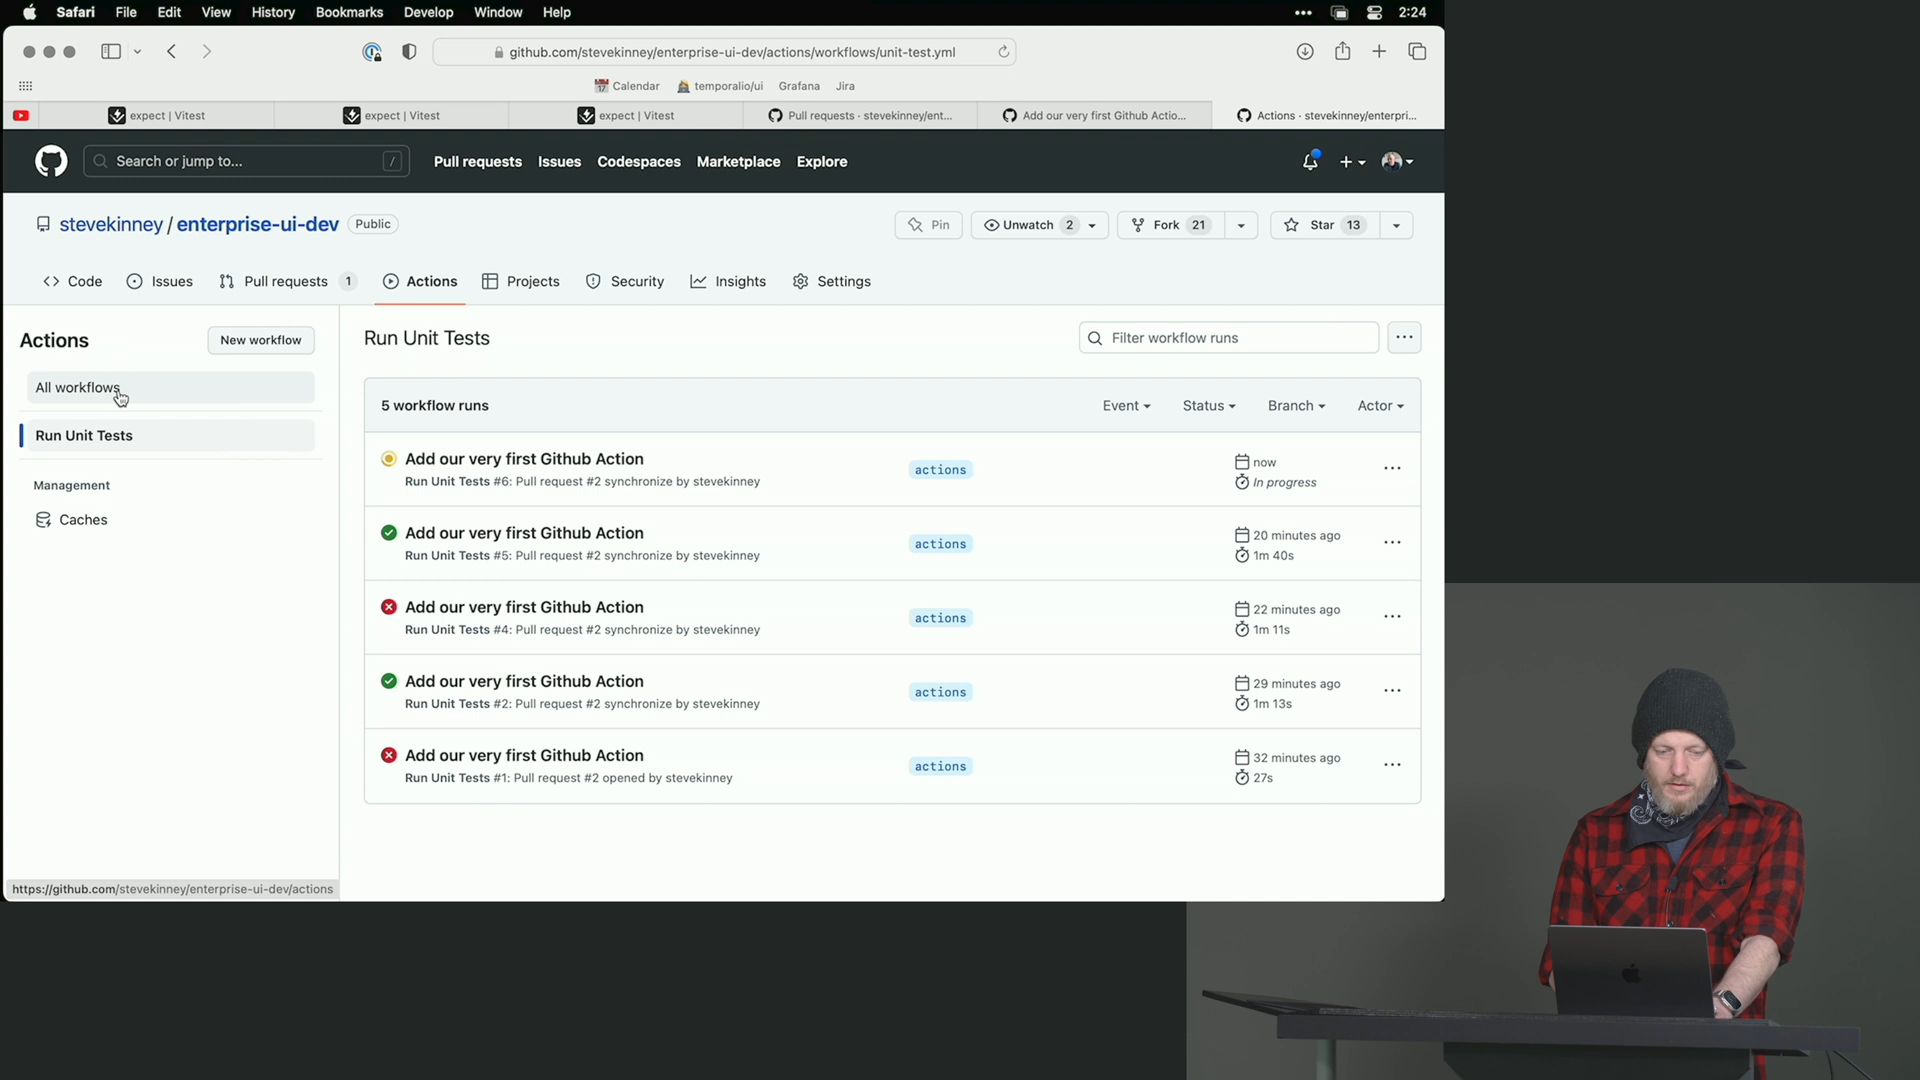 Safari File Edit View History Bookmarks Develop Window Help
2:24
github.com/stevekinney/enterprise-ui-dev/actions/workflows/unit-test.yml
Calendar temporalio/ui Grafana Jira
expect | Vitest
expect | Vitest
expect | Vitest
Pull requests · stevekinney/ent...
Add our very first Github Actio...
Actions · stevekinney/enterpri...
Search or jump to... /
Pull requests Issues Codespaces Marketplace Explore
stevekinney / enterprise-ui-dev Public
Pin
Unwatch 2
Fork 21
Star 13
Code Issues Pull requests 1 Actions Projects Security Insights Settings
Actions
New workflow
All workflows
Run Unit Tests
Management
Caches
Run Unit Tests
Filter workflow runs
5 workflow runs
Event Status Branch Actor
Add our very first Github Action
Run Unit Tests #6: Pull request #2 synchronize by stevekinney
actions
now
In progress
Add our very first Github Action
Run Unit Tests #5: Pull request #2 synchronize by stevekinney
actions
20 minutes ago
1m 40s
Add our very first Github Action
Run Unit Tests #4: Pull request #2 synchronize by stevekinney
actions
22 minutes ago
1m 11s
Add our very first Github Action
Run Unit Tests #2: Pull request #2 synchronize by stevekinney
actions
29 minutes ago
1m 13s
Add our very first Github Action
Run Unit Tests #1: Pull request #2 opened by stevekinney
actions
32 minutes ago
27s
https://github.com/stevekinney/enterprise-ui-dev/actions